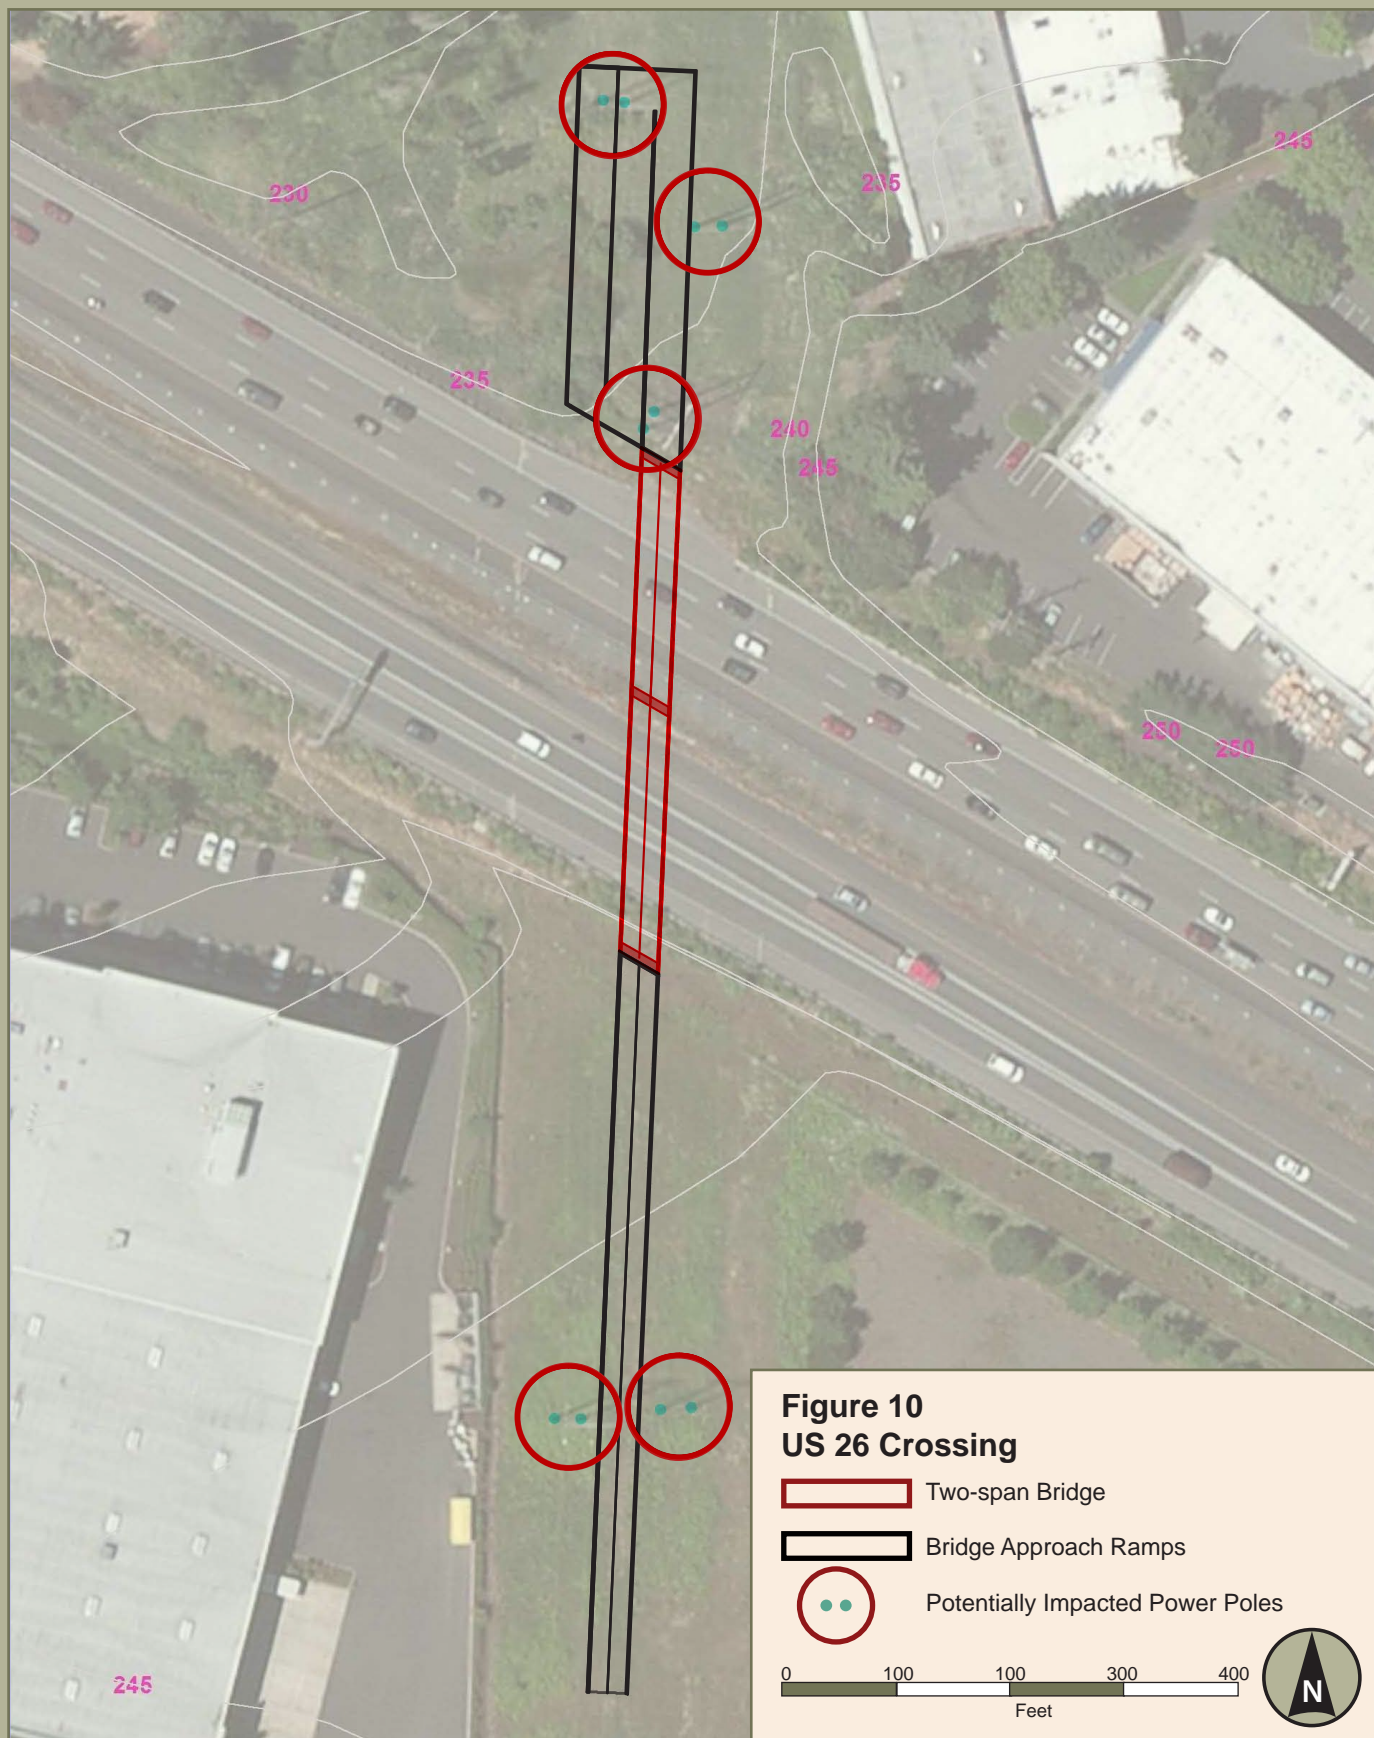 245
235
230
235
240
245
250
250
245
Figure 10
US 26 Crossing
Two-span Bridge
Bridge Approach Ramps
Potentially Impacted Power Poles
0 100 100 300 400
Feet
N